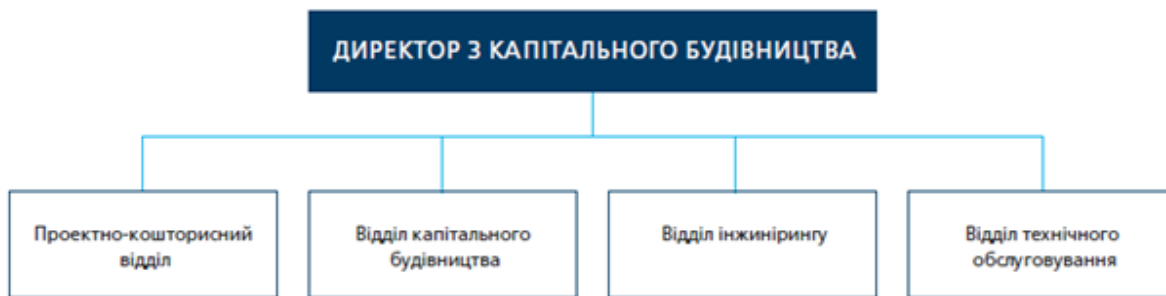 ДИРЕКТОР З КАПІТАЛЬНОГО БУДІВНИЦТВА
Проектно-кошторисний
відділ
Відділ капітального
будівництва
Відділ інжинірингу
Відділ технічного
обслуговування